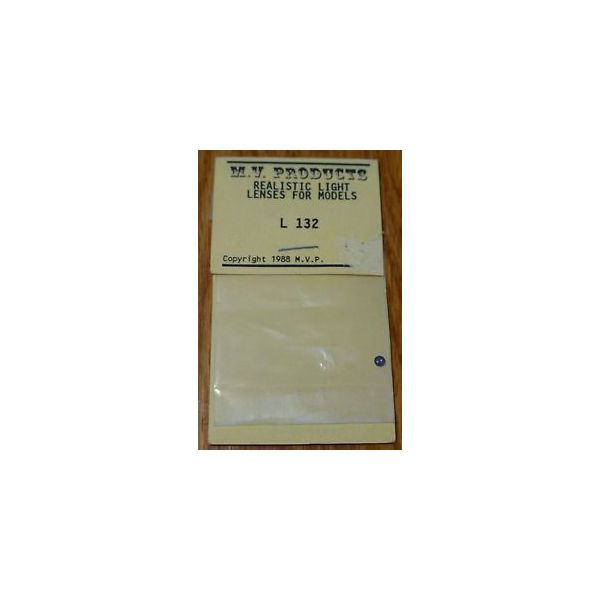 M.V. PRODUCTS
REALISTIC LIGHT
LENSES FOR MODELS
L 132
Copyright 1988 M.V.P.